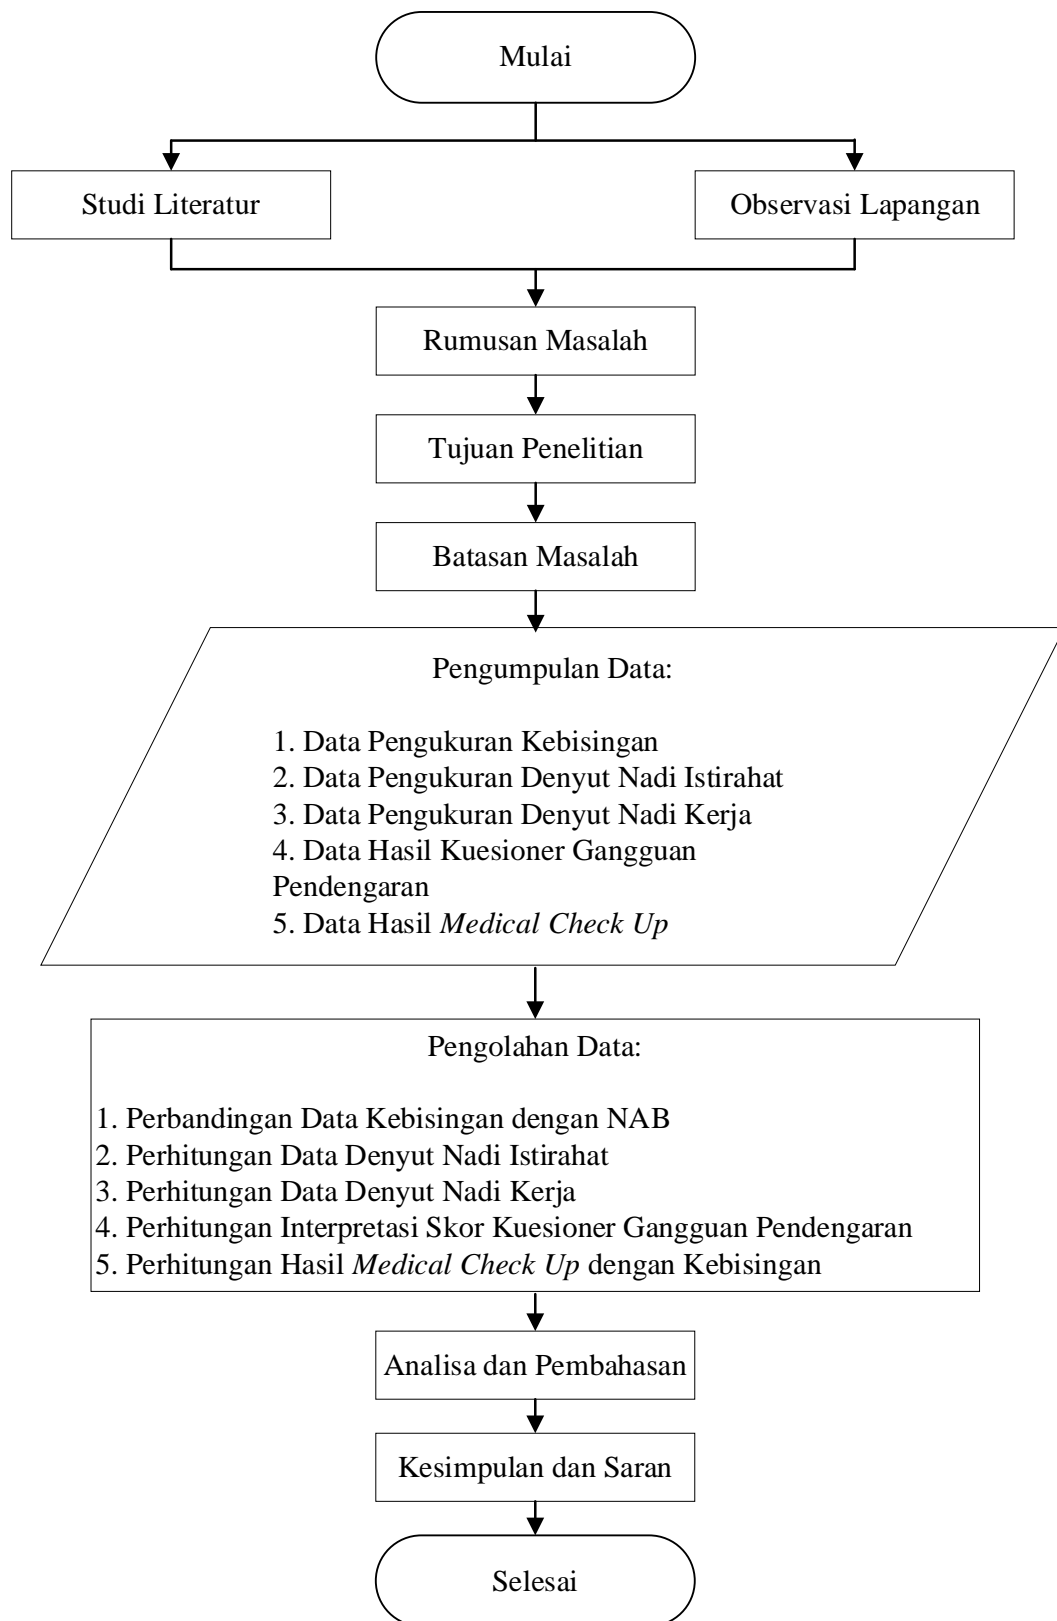 Mulai
Studi Literatur
Observasi Lapangan
Rumusan Masalah
Tujuan Penelitian
Batasan Masalah
Pengumpulan Data:
1. Data Pengukuran Kebisingan
2. Data Pengukuran Denyut Nadi Istirahat
3. Data Pengukuran Denyut Nadi Kerja
4. Data Hasil Kuesioner Gangguan
Pendengaran
5. Data Hasil Medical Check Up
Pengolahan Data:
1. Perbandingan Data Kebisingan dengan NAB
2. Perhitungan Data Denyut Nadi Istirahat
3. Perhitungan Data Denyut Nadi Kerja
4. Perhitungan Interpretasi Skor Kuesioner Gangguan Pendengaran
5. Perhitungan Hasil Medical Check Up dengan Kebisingan
Analisa dan Pembahasan
Kesimpulan dan Saran
Selesai